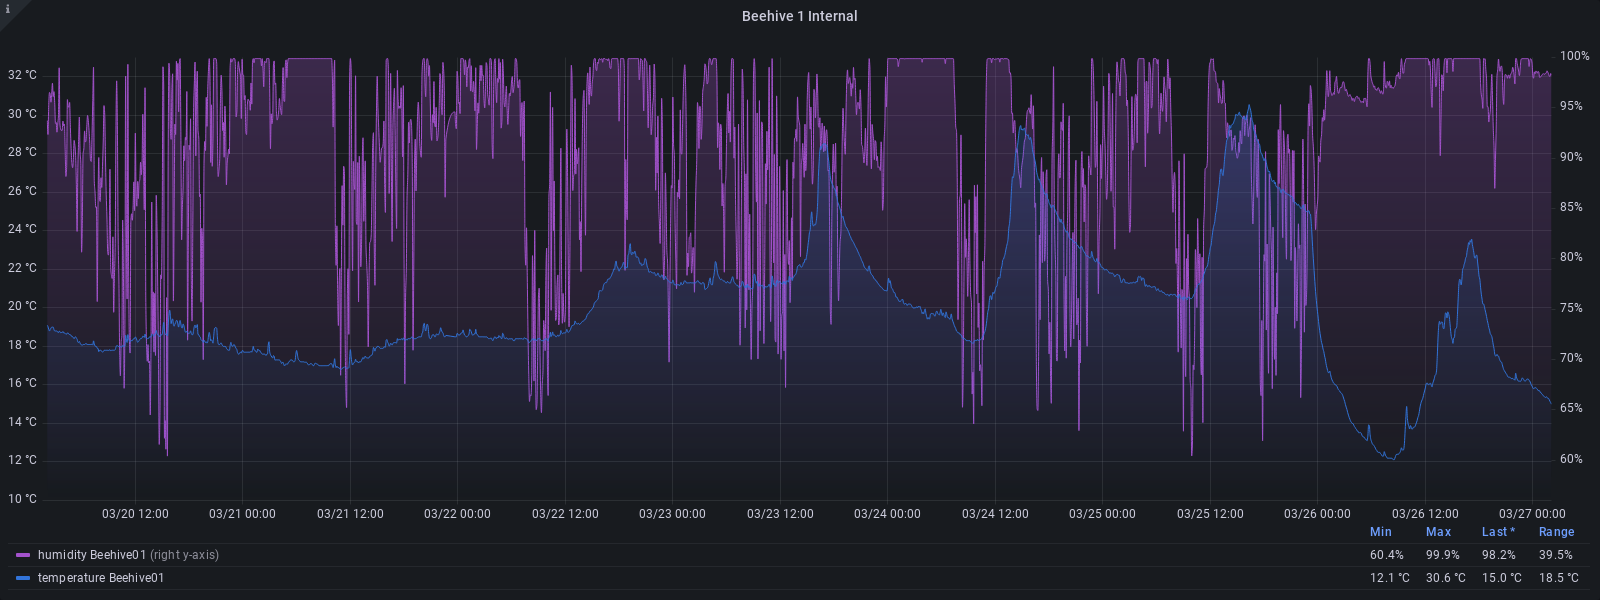 i
Beehive 1 Internal
32 °C
30 °C
28 °C
26 °C
24 °C
22 °C
20 °C
18 °C
16 °C
14 °C
12 °C
10 °C
100%
95%
90%
85%
80%
75%
70%
65%
60%
03/20 12:00 03/21 00:00 03/21 12:00 03/22 00:00 03/22 12:00 03/23 00:00 03/23 12:00 03/24 00:00 03/24 12:00 03/25 00:00 03/25 12:00 03/26 00:00 03/26 12:00 03/27 00:00
Min Max Last * Range
humidity Beehive01 (right y-axis) 60.4% 99.9% 98.2% 39.5%
temperature Beehive01 12.1 °C 30.6 °C 15.0 °C 18.5 °C